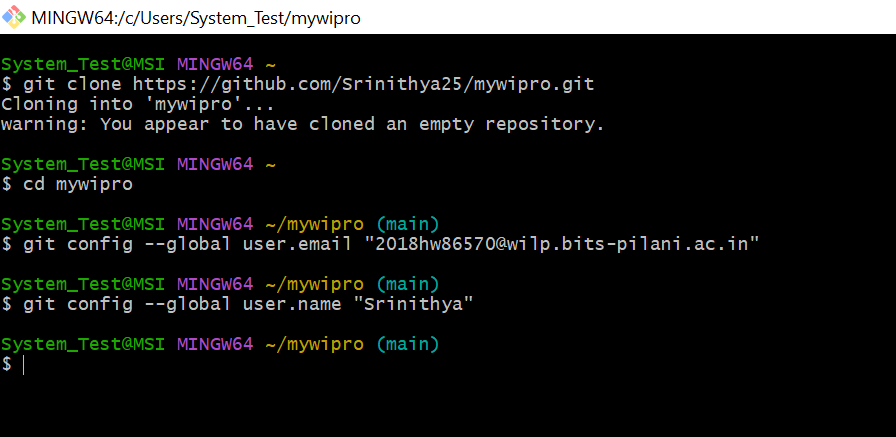 MINGW64:/c/Users/System_Test/mywipro
System_Test@MSI MINGW64 ~
$ git clone https://github.com/Srinithya25/mywipro.git
Cloning into 'mywipro'...
warning: You appear to have cloned an empty repository.
System_Test@MSI MINGW64 ~
$ cd mywipro
System_Test@MSI MINGW64 ~/mywipro (main)
$ git config --global user.email "2018hw86570@wilp.bits-pilani.ac.in"
System_Test@MSI MINGW64 ~/mywipro (main)
$ git config --global user.name "Srinithya"
System_Test@MSI MINGW64 ~/mywipro (main)
$